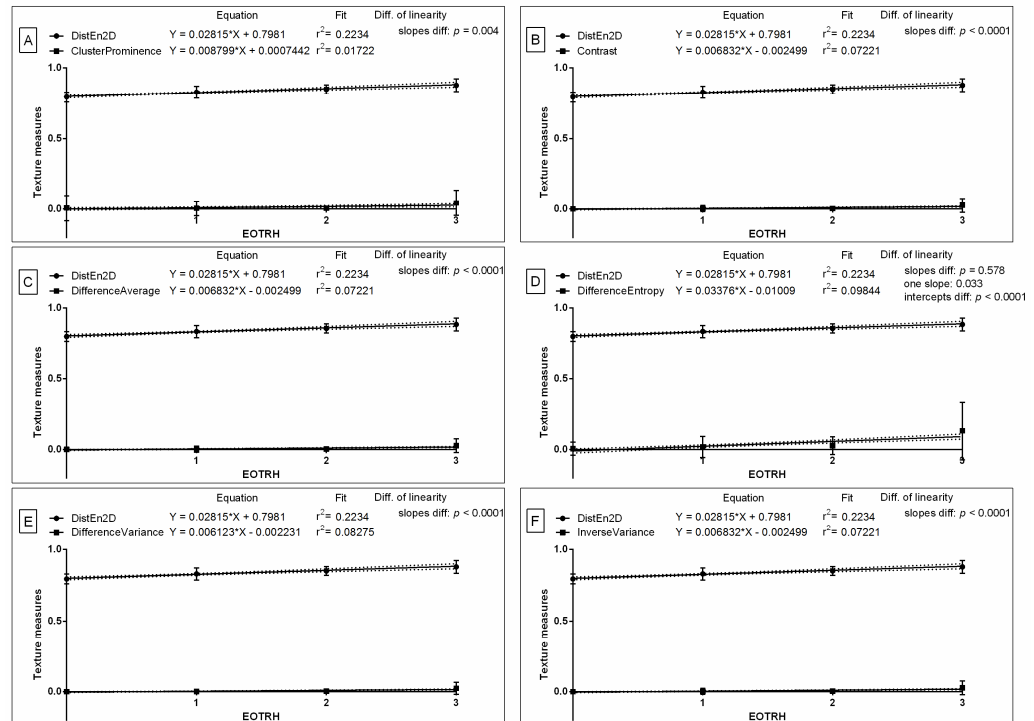 A
Equation Fit Diff. of linearity
DistEn2D Y = 0.02815*X + 0.7981 r²= 0.2234 slopes diff: p = 0.004
ClusterProminence Y = 0.008799*X + 0.0007442 r²= 0.01722
Texture measures
1.0
0.5
0.0
1 2 3
EOTRH
B
Equation Fit Diff. of linearity
DistEn2D Y = 0.02815*X + 0.7981 r²= 0.2234 slopes diff: p < 0.0001
Contrast Y = 0.006832*X - 0.002499 r²= 0.07221
Texture measures
1.0
0.5
0.0
1 2 3
EOTRH
C
Equation Fit Diff. of linearity
DistEn2D Y = 0.02815*X + 0.7981 r²= 0.2234 slopes diff: p < 0.0001
DifferenceAverage Y = 0.006832*X - 0.002499 r²= 0.07221
Texture measures
1.0
0.5
0.0
1 2 3
EOTRH
D
Equation Fit Diff. of linearity
DistEn2D Y = 0.02815*X + 0.7981 r²= 0.2234 slopes diff: p = 0.578
one slope: 0.033
DifferenceEntropy Y = 0.03376*X - 0.01009 r²= 0.09844 intercepts diff: p < 0.0001
Texture measures
1.0
0.5
0.0
1 2 3
EOTRH
E
Equation Fit Diff. of linearity
DistEn2D Y = 0.02815*X + 0.7981 r²= 0.2234 slopes diff: p < 0.0001
DifferenceVariance Y = 0.006123*X - 0.002231 r²= 0.08275
Texture measures
1.0
0.5
0.0
1 2 3
EOTRH
F
Equation Fit Diff. of linearity
DistEn2D Y = 0.02815*X + 0.7981 r²= 0.2234 slopes diff: p < 0.0001
InverseVariance Y = 0.006832*X - 0.002499 r²= 0.07221
Texture measures
1.0
0.5
0.0
1 2 3
EOTRH